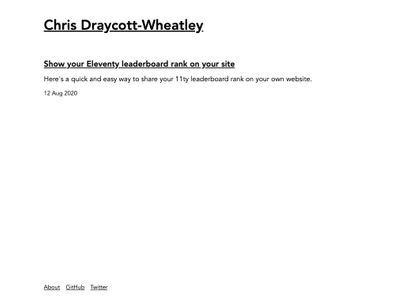 Chris Draycott-Wheatley
Show your Eleventy leaderboard rank on your site
Here's a quick and easy way to share your 11ty leaderboard rank on your own website.
12 Aug 2020
About GitHub Twitter